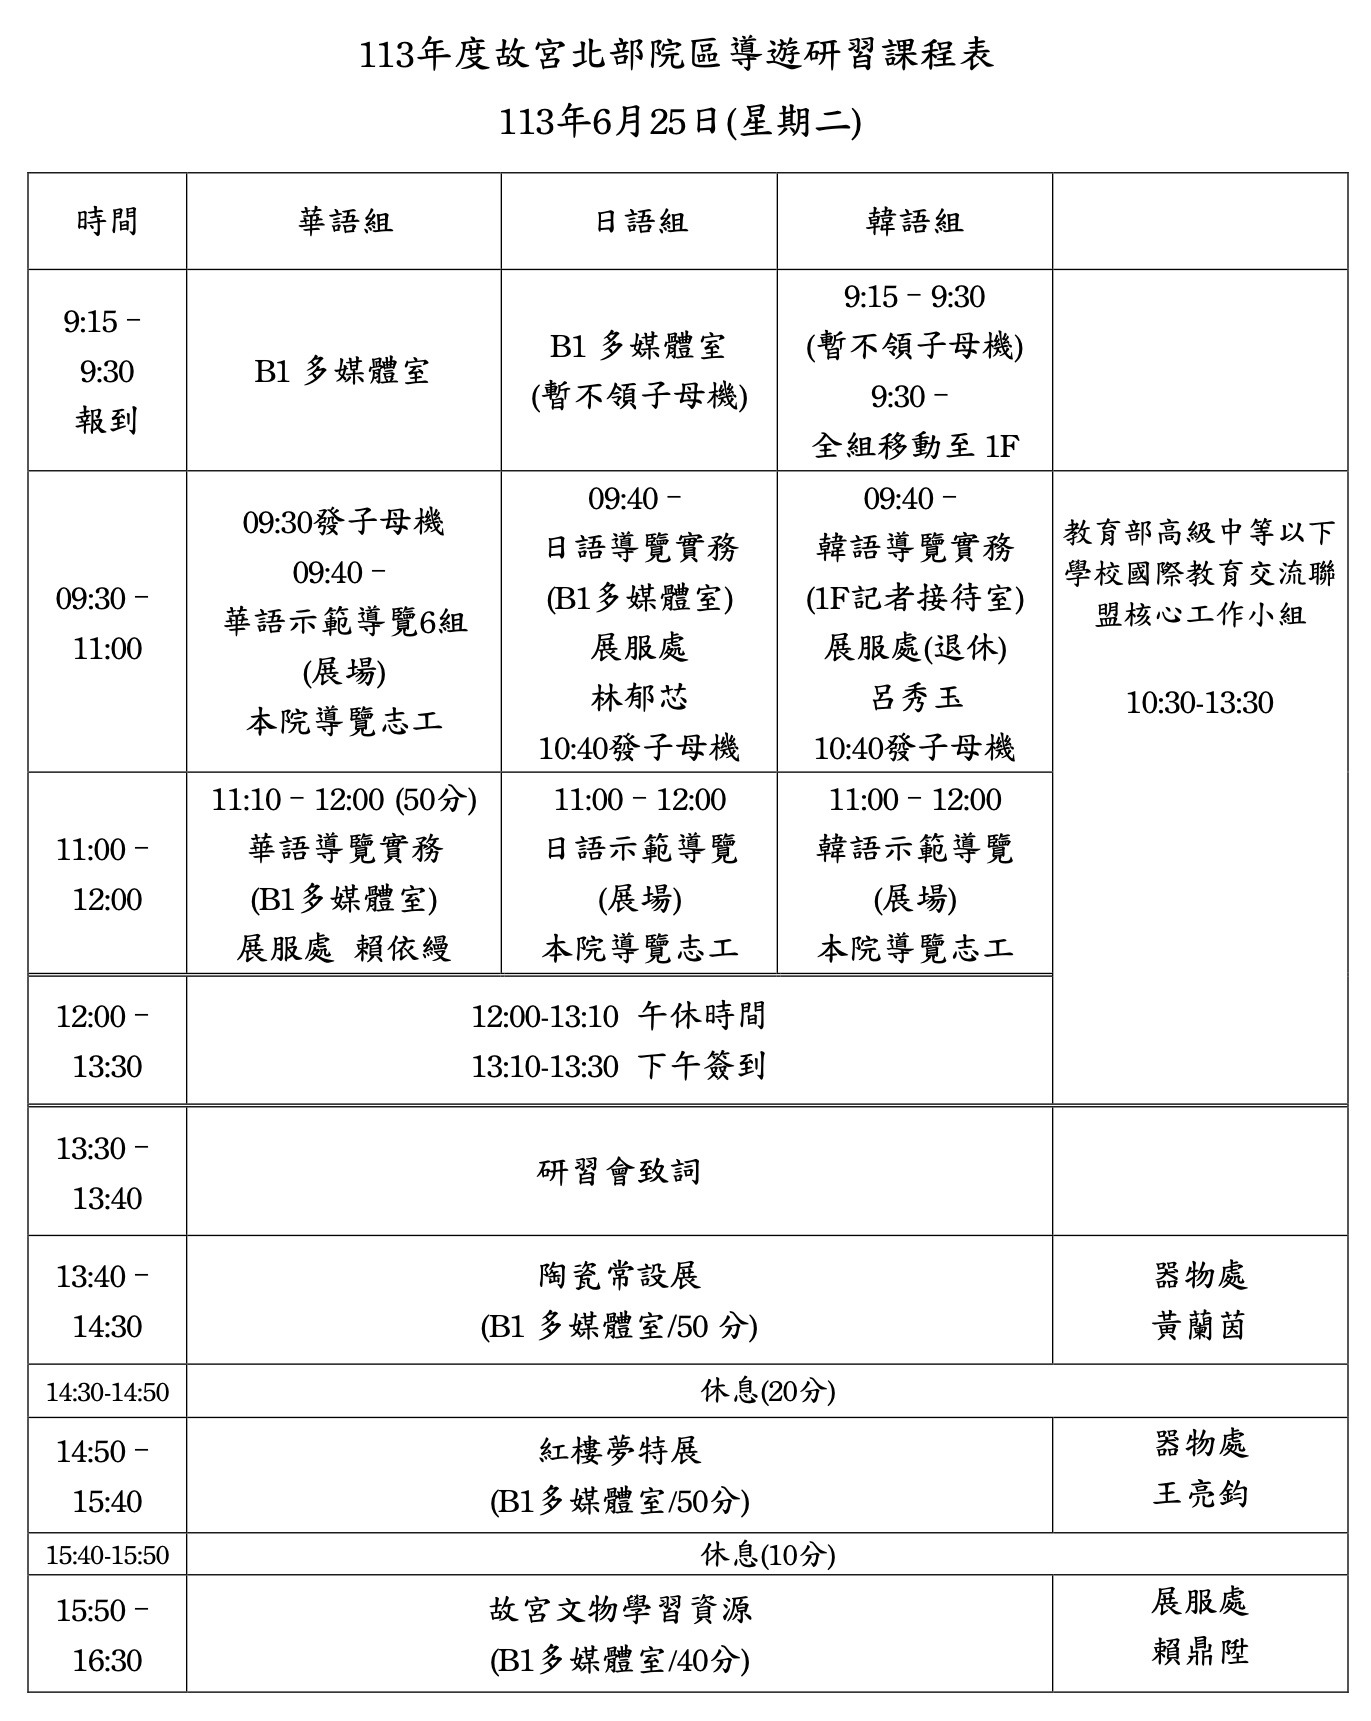 113年度故宮北部院區導遊研習課程表
113年6月25日(星期二)
時間
華語組
日語組
韓語組
9:15 –
9:30
報到
B1 多媒體室
B1 多媒體室
(暫不領子母機)
9:15 – 9:30
(暫不領子母機)
9:30 –
全組移動至 1F
09:30 –
11:00
09:30發子母機
09:40 –
華語示範導覽6組
(展場)
本院導覽志工
09:40 –
日語導覽實務
(B1多媒體室)
展服處
林郁芯
10:40發子母機
09:40 –
韓語導覽實務
(1F記者接待室)
展服處(退休)
呂秀玉
10:40發子母機
教育部高級中等以下
學校國際教育交流聯
盟核心工作小組
10:30-13:30
11:00 –
12:00
11:10 – 12:00 (50分)
華語導覽實務
(B1多媒體室)
展服處 賴依縵
11:00 – 12:00
日語示範導覽
(展場)
本院導覽志工
11:00 – 12:00
韓語示範導覽
(展場)
本院導覽志工
12:00 –
13:30
12:00-13:10 午休時間
13:10-13:30 下午簽到
13:30 –
13:40
研習會致詞
13:40 –
14:30
陶瓷常設展
(B1 多媒體室/50 分)
器物處
黃蘭茵
14:30-14:50
休息(20分)
14:50 –
15:40
紅樓夢特展
(B1多媒體室/50分)
器物處
王亮鈞
15:40-15:50
休息(10分)
15:50 –
16:30
故宮文物學習資源
(B1多媒體室/40分)
展服處
賴鼎陞